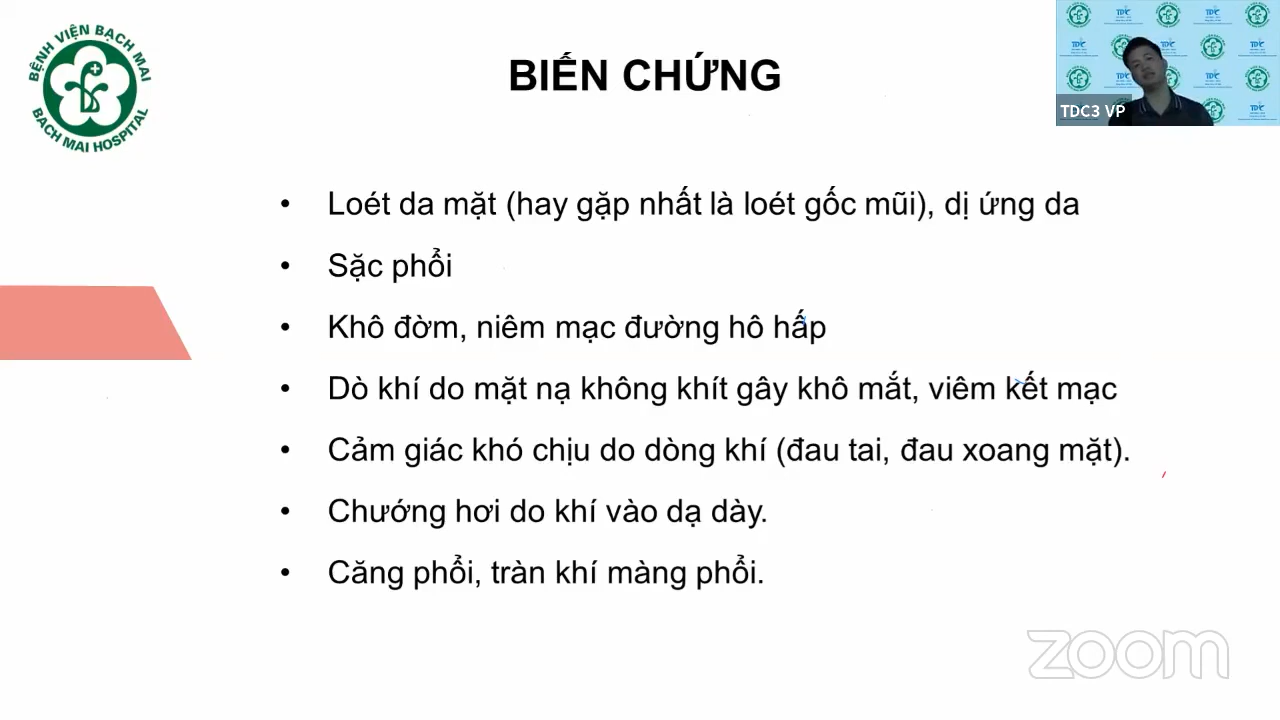 BỆNH VIỆN BẠCH MAI
BACH MAI HOSPITAL
BIẾN CHỨNG
TDC3 VP
• Loét da mặt (hay gặp nhất là loét gốc mũi), dị ứng da
• Sặc phổi
• Khô đờm, niêm mạc đường hô hấp
• Dò khí do mặt nạ không khít gây khô mắt, viêm kết mạc
• Cảm giác khó chịu do dòng khí (đau tai, đau xoang mặt).
• Chướng hơi do khí vào dạ dày.
• Căng phổi, tràn khí màng phổi.
zoom